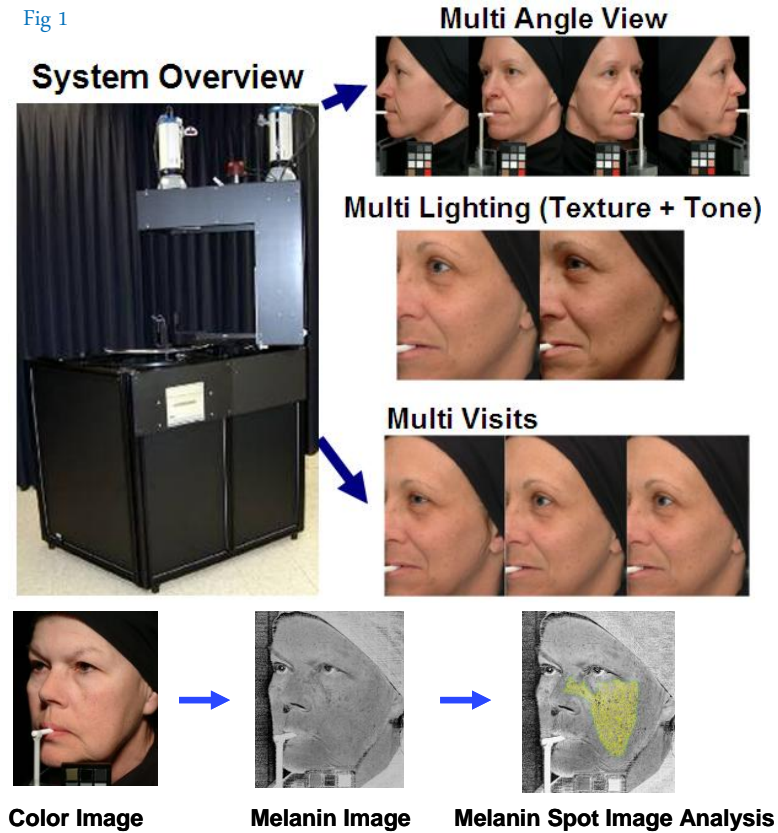 Fig 1
Multi Angle View
System Overview
Multi Lighting (Texture + Tone)
Multi Visits
Color Image
Melanin Image
Melanin Spot Image Analysis